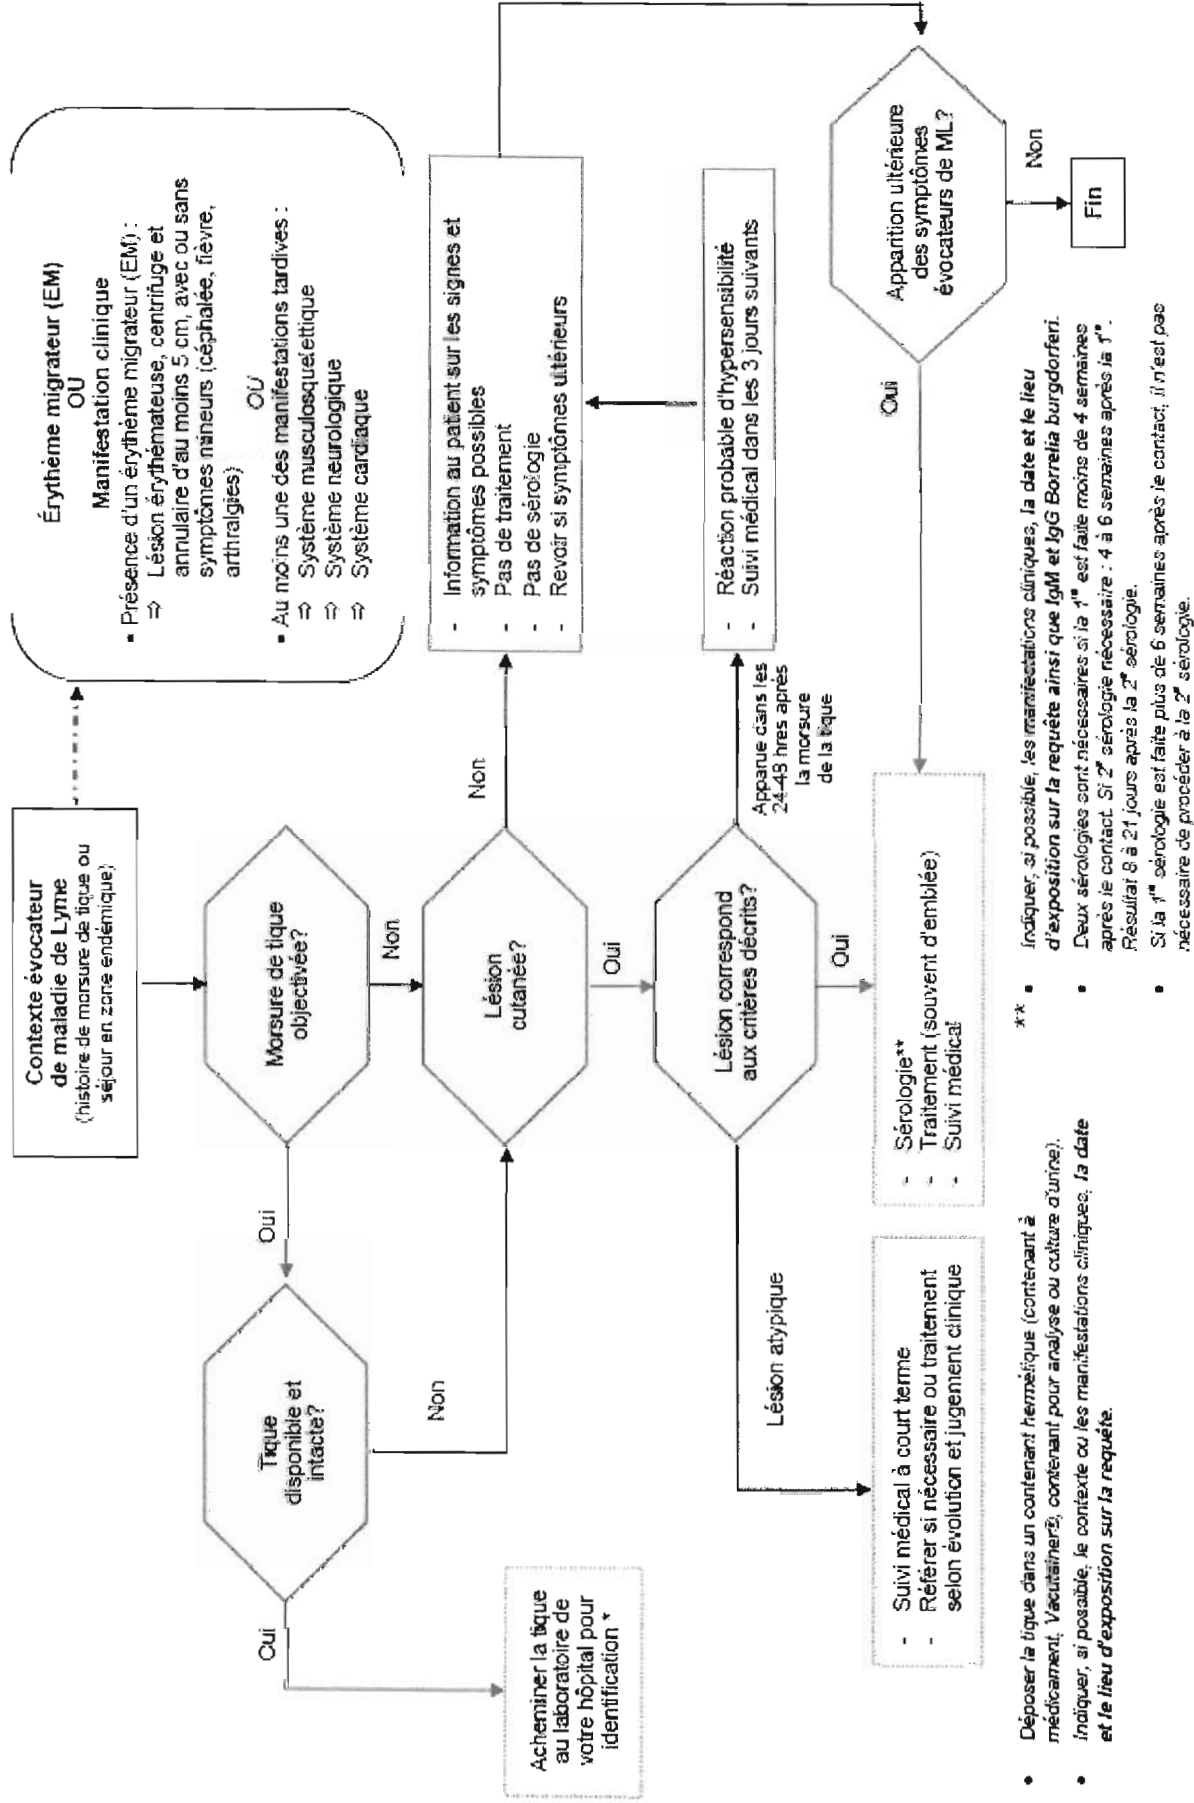 Contexte évocateur
de maladie de Lyme
(histoire de morsure de tique ou
séjour en zone endémique)
Érythème migrateur (EM)
OU
Manifestation clinique
▪ Présence d'un érythème migrateur (EM) :
⇨ Lésion érythémateuse, centrifuge et
annulaire d'au moins 5 cm, avec ou sans
symptômes mineurs (céphalée, fièvre,
arthralgies)
OU
▪ Au moins une des manifestations tardives :
⇨ Système musculosquelettique
⇨ Système neurologique
⇨ Système cardiaque
Morsure de tique
objectivée?
Oui
Non
Tique
disponible et
intacte?
Oui
Non
Acheminer la tique
au laboratoire de
votre hôpital pour
identification *
Lésion
cutanée?
Non
Oui
- Information au patient sur les signes et
symptômes possibles
- Pas de traitement
- Pas de sérologie
- Revoir si symptômes ultérieurs
Lésion correspond
aux critères décrits?
Apparue dans les
24-48 hres après
la morsure
de la tique
- Réaction probable d'hypersensibilité
- Suivi médical dans les 3 jours suivants
Lésion atypique
Oui
- Suivi médical à court terme
- Référer si nécessaire ou traitement
selon évolution et jugement clinique
- Sérologie**
- Traitement (souvent d'emblée)
- Suivi médical
Apparition ultérieure
des symptômes
évocateurs de ML?
Oui
Non
Fin
• Déposer la tique dans un contenant hermétique (contenant à
médicament, Vacutainer®, contenant pour analyse ou culture d'urine).
• Indiquer, si possible, le contexte ou les manifestations cliniques, la date
et le lieu d'exposition sur la requête.
** • Indiquer, si possible, les manifestations cliniques, la date et le lieu
d'exposition sur la requête ainsi que IgM et IgG Borrelia burgdorferi.
• Deux sérologies sont nécessaires si la 1re est faite moins de 4 semaines
après le contact. Si 2e sérologie nécessaire : 4 à 6 semaines après la 1re.
Résultat 8 à 21 jours après la 2e sérologie.
• Si la 1re sérologie est faite plus de 6 semaines après le contact, il n'est pas
nécessaire de procéder à la 2e sérologie.